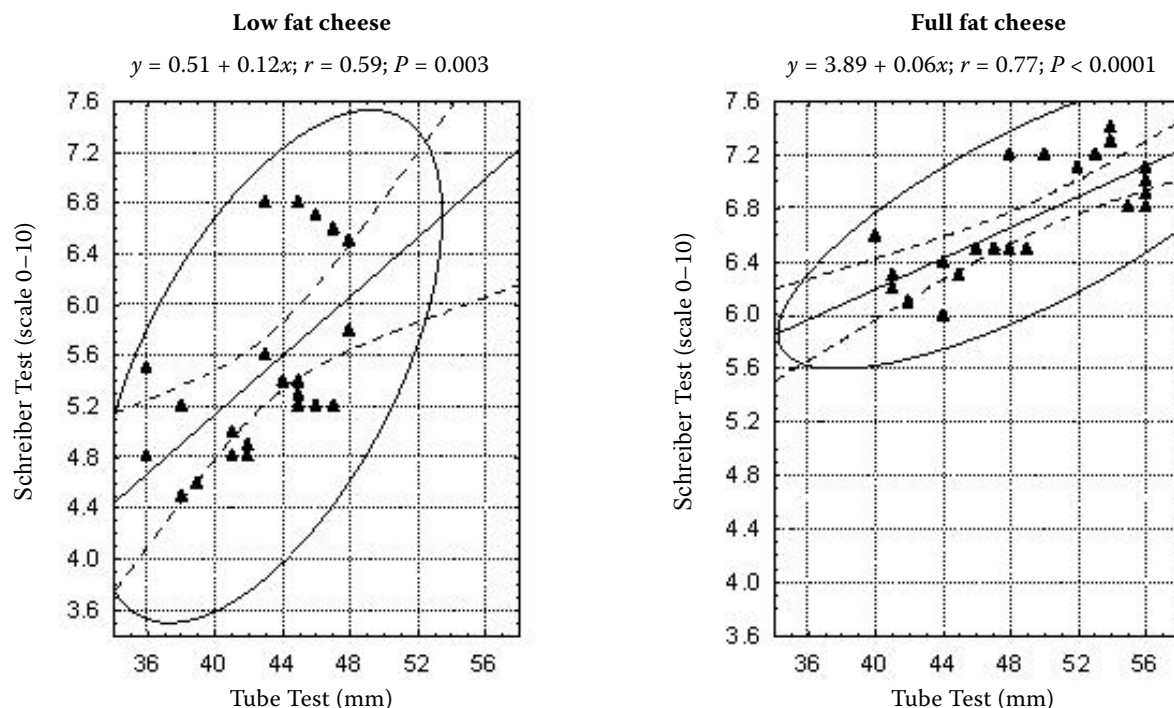 Low fat cheese
y = 0.51 + 0.12x; r = 0.59; P = 0.003
7.6
7.2
6.8
6.4
6.0
5.6
5.2
4.8
4.4
4.0
3.6
Schreiber Test (scale 0–10)
36 40 44 48 52 56
Tube Test (mm)
Full fat cheese
y = 3.89 + 0.06x; r = 0.77; P < 0.0001
7.6
7.2
6.8
6.4
6.0
5.6
5.2
4.8
4.4
4.0
3.6
Schreiber Test (scale 0–10)
36 40 44 48 52 56
Tube Test (mm)